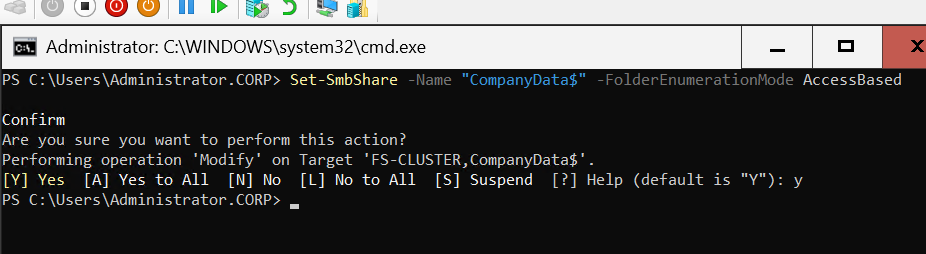 Administrator: C:\WINDOWS\system32\cmd.exe
PS C:\Users\Administrator.CORP> Set-SmbShare -Name "CompanyData$" -FolderEnumerationMode AccessBased
Confirm
Are you sure you want to perform this action?
Performing operation 'Modify' on Target 'FS-CLUSTER,CompanyData$'.
[Y] Yes  [A] Yes to All  [N] No  [L] No to All  [S] Suspend  [?] Help (default is "Y"): y
PS C:\Users\Administrator.CORP>